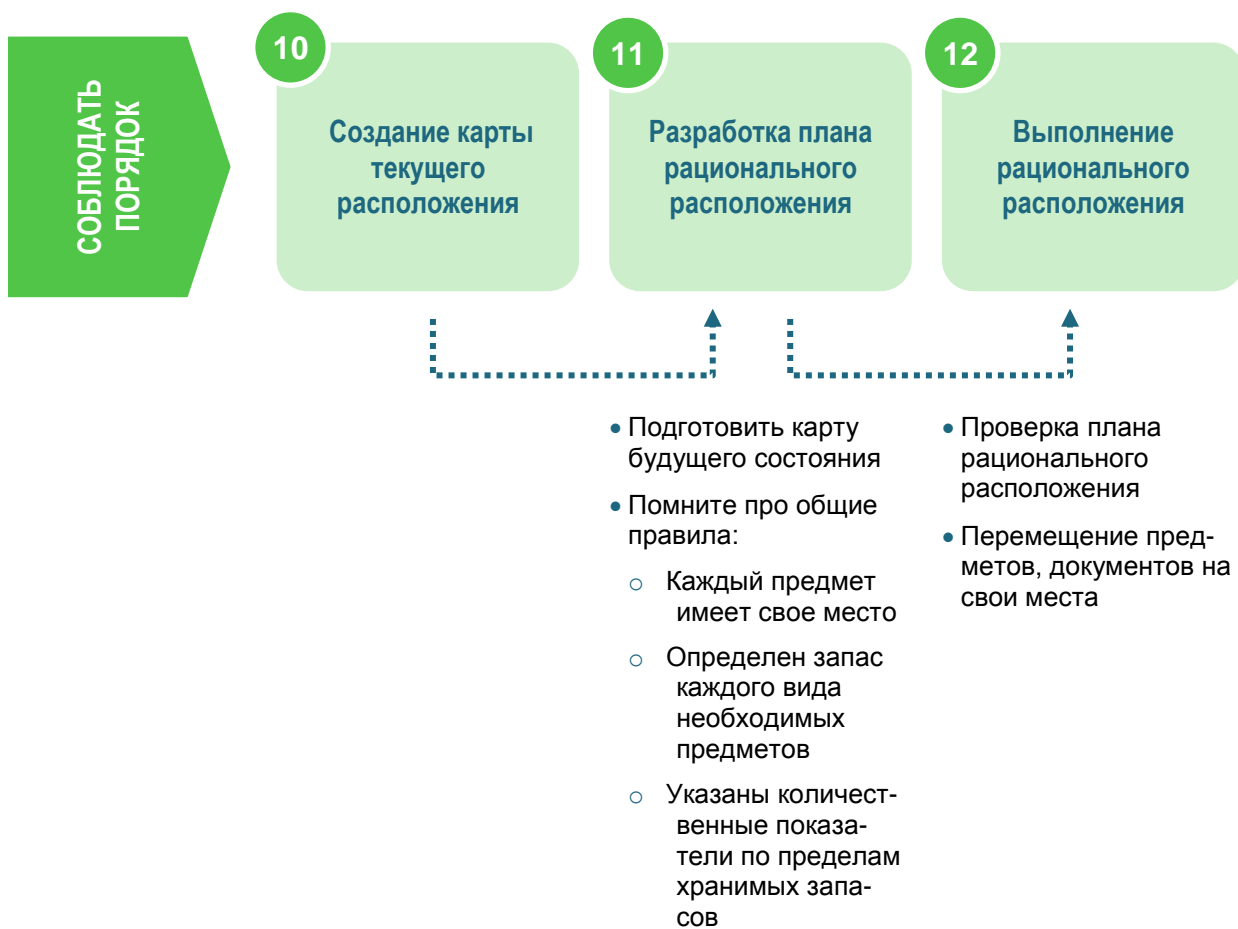 СОБЛЮДАТЬ
ПОРЯДОК
10
Создание карты
текущего
расположения
11
Разработка плана
рационального
расположения
12
Выполнение
рационального
расположения
• Подготовить карту
будущего состояния
• Помните про общие
правила:
o Каждый предмет
имеет свое место
o Определен запас
каждого вида
необходимых
предметов
o Указаны количест-
венные показа-
тели по пределам
хранимых запа-
сов
• Проверка плана
рационального
расположения
• Перемещение пред-
метов, документов на
свои места